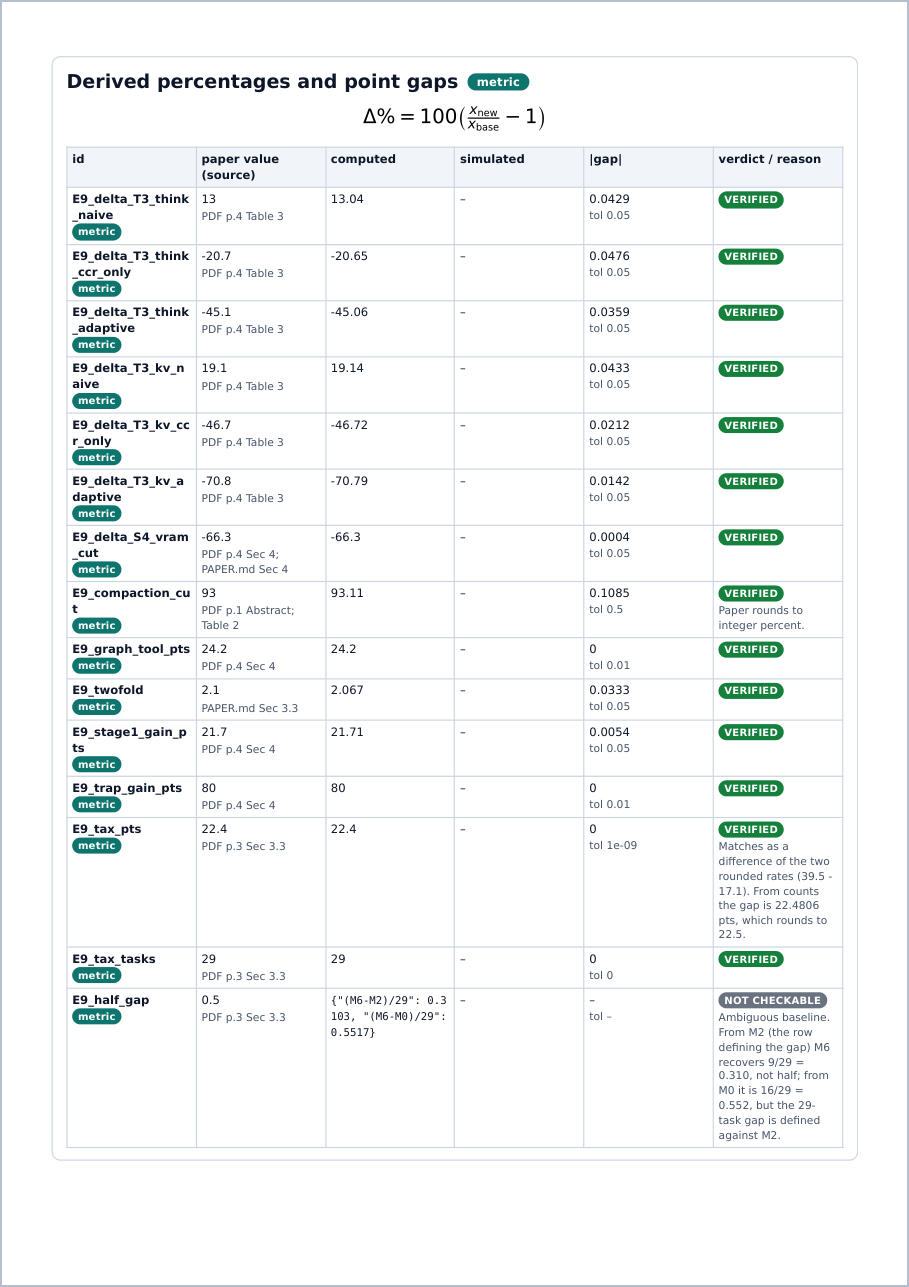 Derived percentages and point gaps metric
Δ% = 100(x_new/x_base − 1)
id paper value (source) computed simulated |gap| verdict / reason
E9_delta_T3_think_naive metric 13 PDF p.4 Table 3 13.04 – 0.0429 tol 0.05 VERIFIED
E9_delta_T3_think_ccr_only metric -20.7 PDF p.4 Table 3 -20.65 – 0.0476 tol 0.05 VERIFIED
E9_delta_T3_think_adaptive metric -45.1 PDF p.4 Table 3 -45.06 – 0.0359 tol 0.05 VERIFIED
E9_delta_T3_kv_naive metric 19.1 PDF p.4 Table 3 19.14 – 0.0433 tol 0.05 VERIFIED
E9_delta_T3_kv_ccr_only metric -46.7 PDF p.4 Table 3 -46.72 – 0.0212 tol 0.05 VERIFIED
E9_delta_T3_kv_adaptive metric -70.8 PDF p.4 Table 3 -70.79 – 0.0142 tol 0.05 VERIFIED
E9_delta_S4_vram_cut metric -66.3 PDF p.4 Sec 4; PAPER.md Sec 4 -66.3 – 0.0004 tol 0.05 VERIFIED
E9_compaction_cut metric 93 PDF p.1 Abstract; Table 2 93.11 – 0.1085 tol 0.5 VERIFIED Paper rounds to integer percent.
E9_graph_tool_pts metric 24.2 PDF p.4 Sec 4 24.2 – 0 tol 0.01 VERIFIED
E9_twofold metric 2.1 PAPER.md Sec 3.3 2.067 – 0.0333 tol 0.05 VERIFIED
E9_stage1_gain_pts metric 21.7 PDF p.4 Sec 4 21.71 – 0.0054 tol 0.05 VERIFIED
E9_trap_gain_pts metric 80 PDF p.4 Sec 4 80 – 0 tol 0.01 VERIFIED
E9_tax_pts metric 22.4 PDF p.3 Sec 3.3 22.4 – 0 tol 1e-09 VERIFIED Matches as a difference of the two rounded rates (39.5 - 17.1). From counts the gap is 22.4806 pts, which rounds to 22.5.
E9_tax_tasks metric 29 PDF p.3 Sec 3.3 29 – 0 tol 0 VERIFIED
E9_half_gap metric 0.5 PDF p.3 Sec 3.3 {"(M6-M2)/29": 0.3103, "(M6-M0)/29": 0.5517} – – tol – NOT CHECKABLE Ambiguous baseline. From M2 (the row defining the gap) M6 recovers 9/29 = 0.310, not half; from M0 it is 16/29 = 0.552, but the 29-task gap is defined against M2.